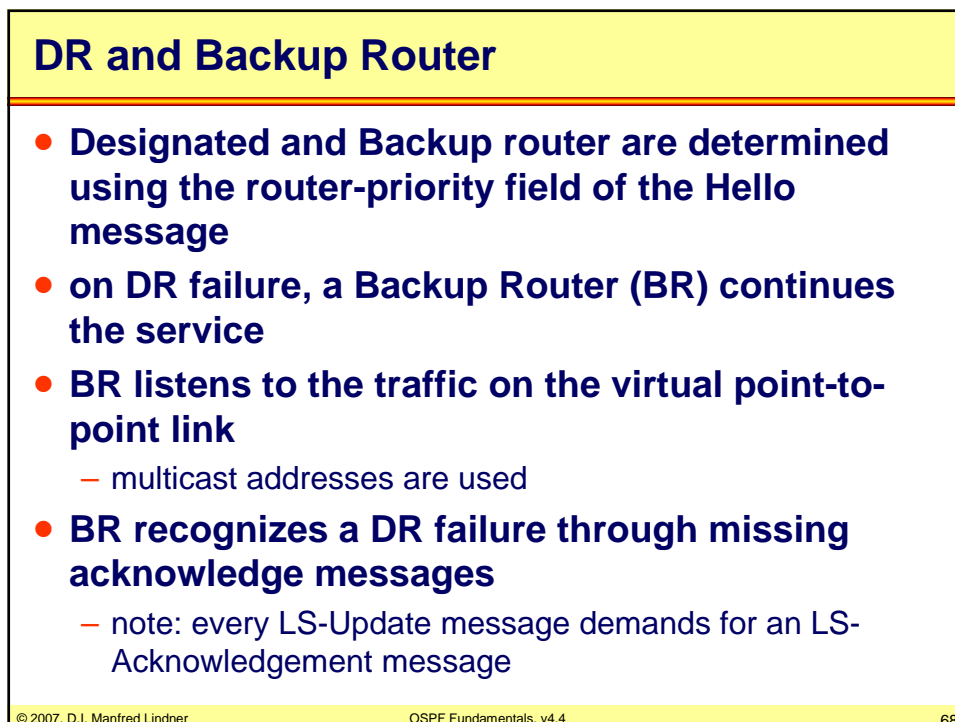 DR and Backup Router
● Designated and Backup router are determined
using the router-priority field of the Hello
message
● on DR failure, a Backup Router (BR) continues
the service
● BR listens to the traffic on the virtual point-to-
point link
– multicast addresses are used
● BR recognizes a DR failure through missing
acknowledge messages
– note: every LS-Update message demands for an LS-
Acknowledgement message
© 2007, D.I. Manfred Lindner OSPF Fundamentals, v4.4 68